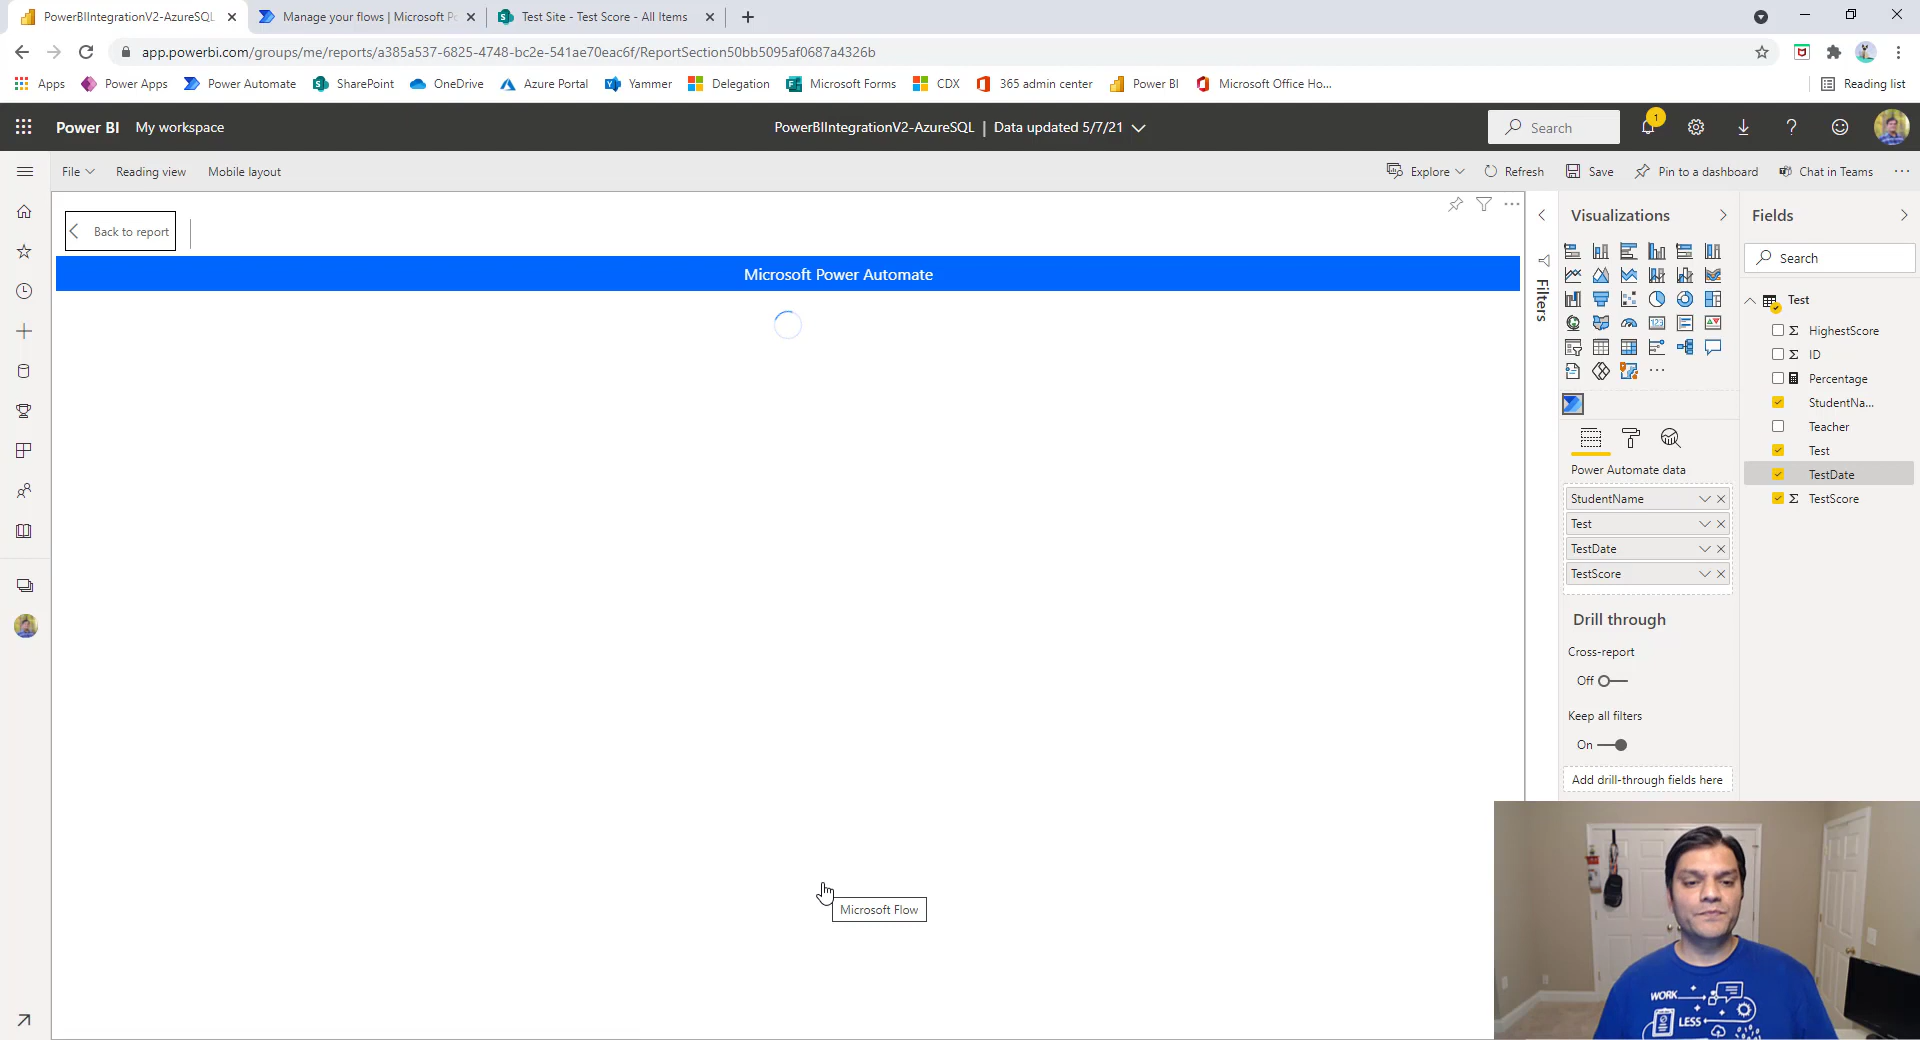 PowerBIIntegrationV2-AzureSQL
Manage your flows | Microsoft Po
Test Site - Test Score - All Items
app.powerbi.com/groups/me/reports/a385a537-6825-4748-bc2e-541ae70eac6f/ReportSection50bb5095af0687a4326b
Apps
Power Apps
Power Automate
SharePoint
OneDrive
Azure Portal
Yammer
Delegation
Microsoft Forms
CDX
365 admin center
Power BI
Microsoft Office Ho...
Reading list
Power BI My workspace
PowerBIIntegrationV2-AzureSQL | Data updated 5/7/21
Search
1
File
Reading view
Mobile layout
Explore
Refresh
Save
Pin to a dashboard
Chat in Teams
Back to report
Microsoft Power Automate
Microsoft Flow
Filters
Visualizations
Power Automate data
StudentName
Test
TestDate
TestScore
Drill through
Cross-report
Off
Keep all filters
On
Add drill-through fields here
Fields
Search
Test
HighestScore
ID
Percentage
StudentNa...
Teacher
Test
TestDate
TestScore
WORK
LESS